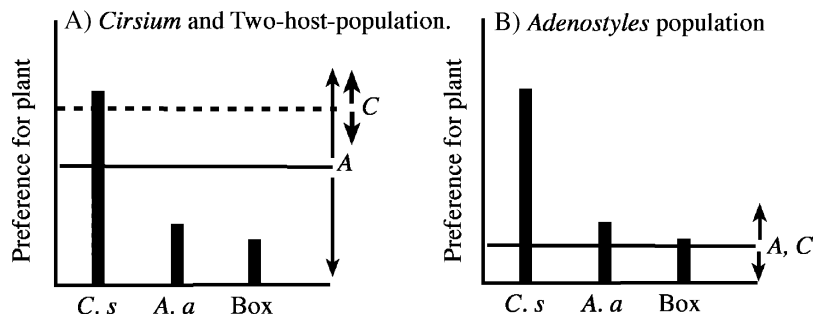 A) Cirsium and Two-host-population.
Preference for plant
C
A
C. s A. a Box
B) Adenostyles population
Preference for plant
A, C
C. s A. a Box